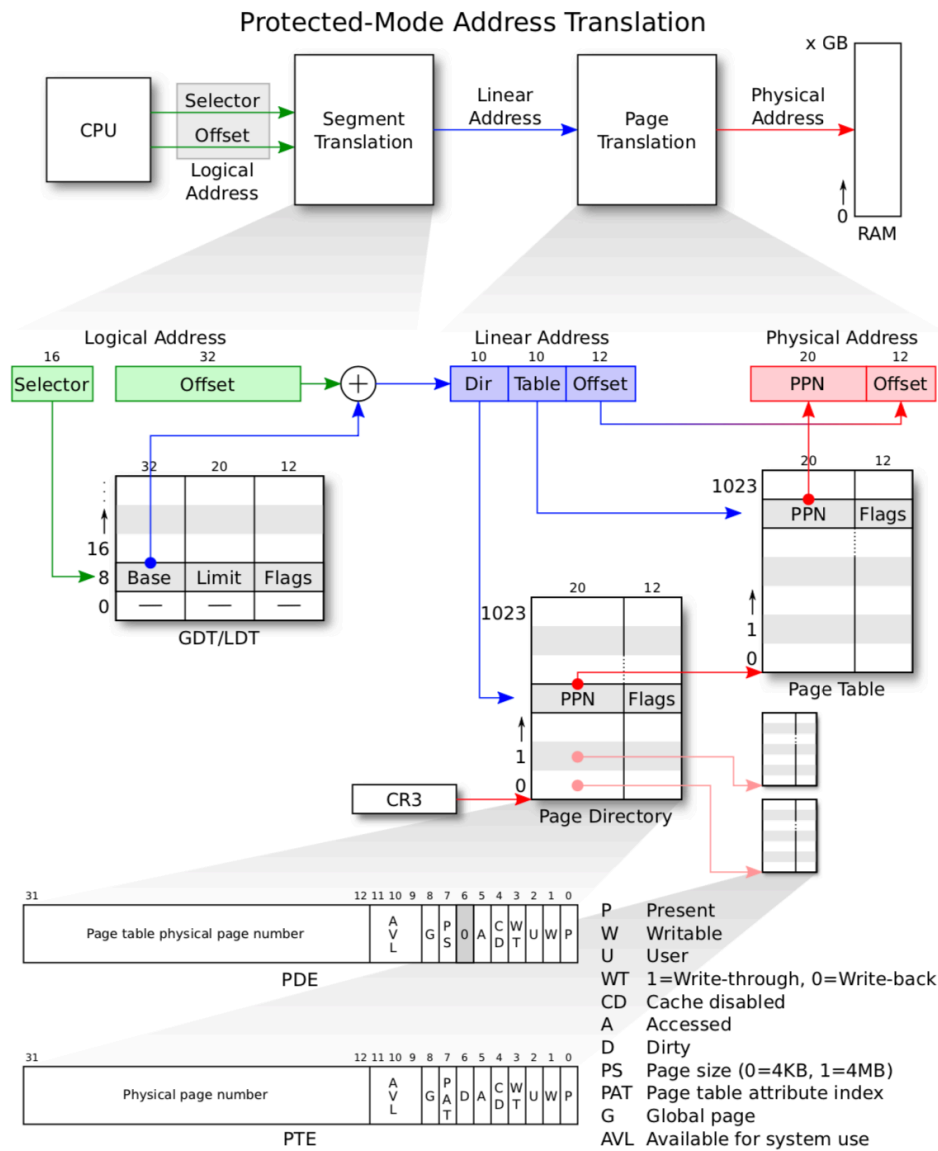 Protected-Mode Address Translation
x GB
CPU
Selector
Offset
Logical
Address
Segment
Translation
Linear
Address
Page
Translation
Physical
Address
0
RAM
Logical Address
16
32
Selector
Offset
Linear Address
10 10 12
Dir Table Offset
Physical Address
20 12
PPN Offset
32 20 12
16
8 Base Limit Flags
0 — — —
GDT/LDT
20 12
1023
PPN Flags
1
0
Page Table
20 12
1023
PPN Flags
1
0
Page Directory
CR3
31 12 11 10 9 8 7 6 5 4 3 2 1 0
Page table physical page number AVL G PS 0 A CD WT U W P
PDE
31 12 11 10 9 8 7 6 5 4 3 2 1 0
Physical page number AVL G PAT D A CD WT U W P
PTE
P Present
W Writable
U User
WT 1=Write-through, 0=Write-back
CD Cache disabled
A Accessed
D Dirty
PS Page size (0=4KB, 1=4MB)
PAT Page table attribute index
G Global page
AVL Available for system use